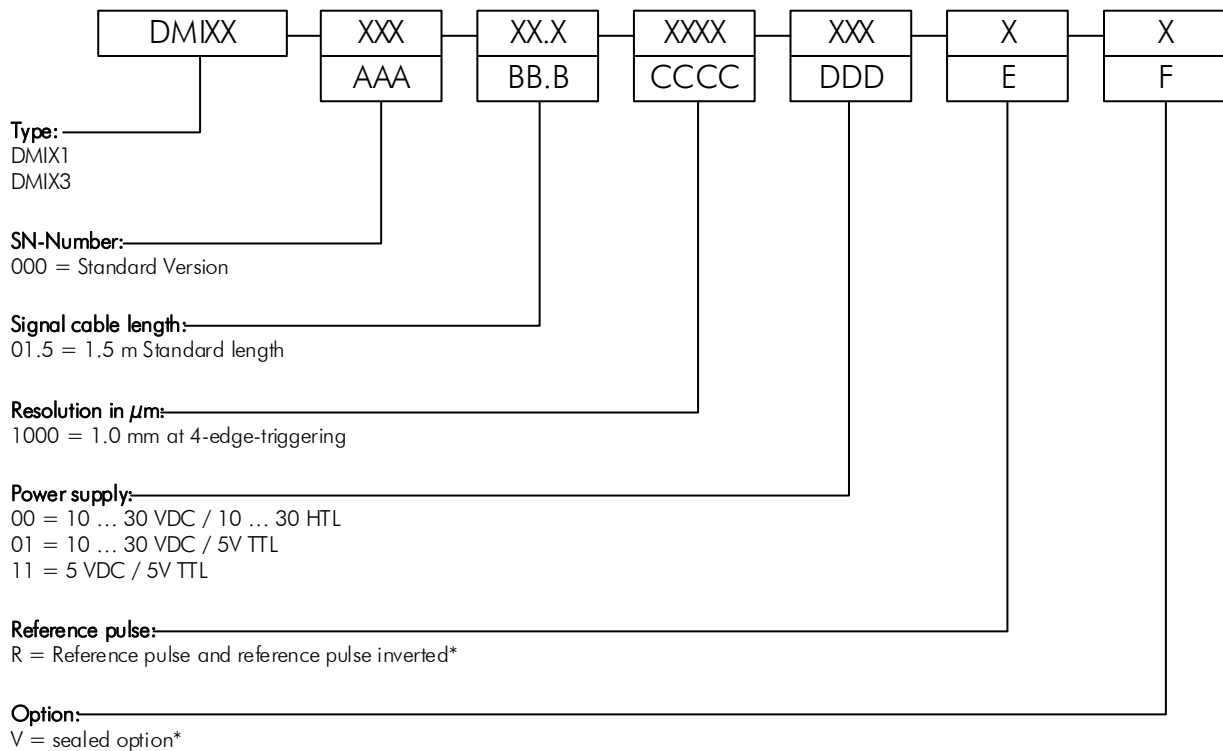 DMIXX XXX XX.X XXXX XXX X X
AAA BB.B CCCC DDD E F
Type:
DMIX1
DMIX3
SN-Number:
000 = Standard Version
Signal cable length:
01.5 = 1.5 m Standard length
Resolution in µm:
1000 = 1.0 mm at 4-edge-triggering
Power supply:
00 = 10 ... 30 VDC / 10 ... 30 HTL
01 = 10 ... 30 VDC / 5V TTL
11 = 5 VDC / 5V TTL
Reference pulse:
R = Reference pulse and reference pulse inverted*
Option:
V = sealed option*